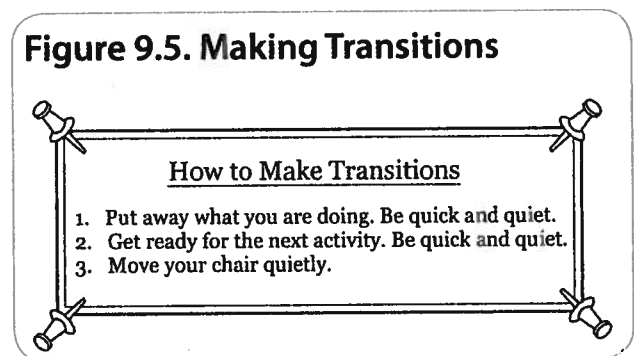 Figure 9.5. Making Transitions
How to Make Transitions
1. Put away what you are doing. Be quick and quiet.
2. Get ready for the next activity. Be quick and quiet.
3. Move your chair quietly.